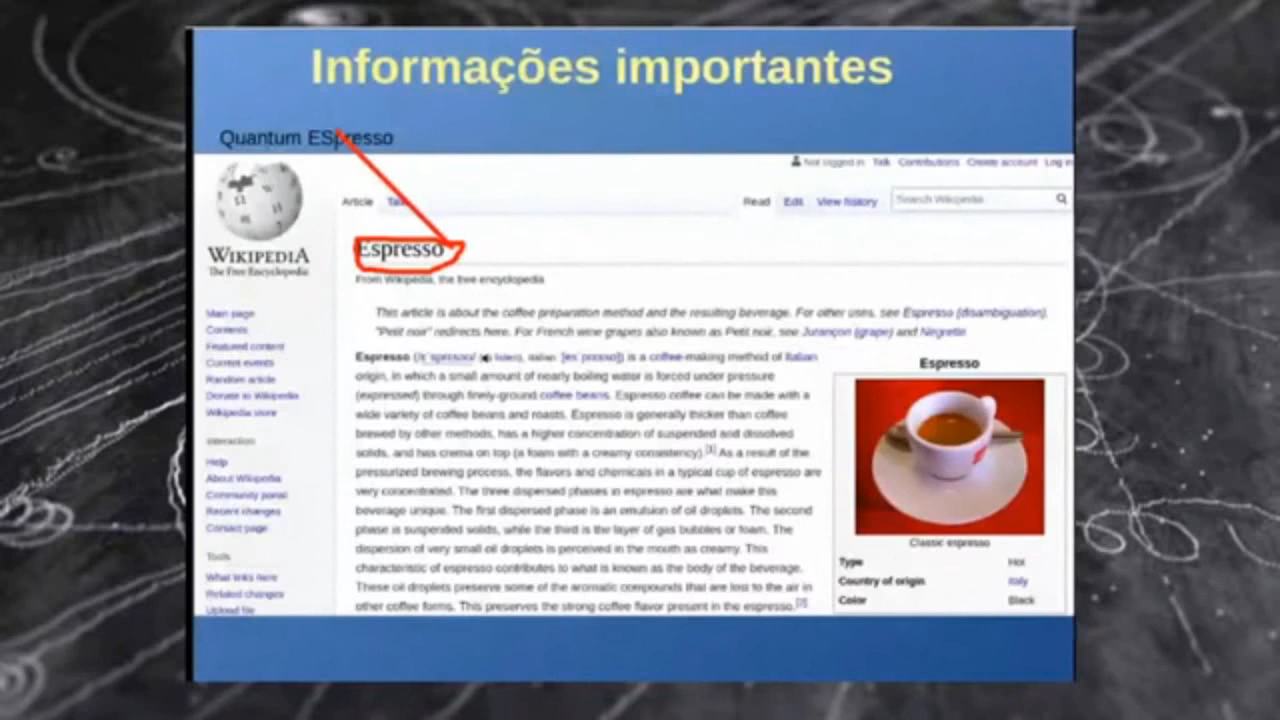 Informações importantes
Quantum ESpresso
Not logged in Talk Contributions Create account Log
Article
Read Edit View history Search Wikipedia
WIKIPEDIA
The Free Encyclopedia
Espresso
From Wikipedia, the free encyclopedia
Main page
Contents
Featured content
Current events
Random article
Donate to Wikipedia
Wikipedia store
Interaction
Help
About Wikipedia
Community portal
Recent changes
Contact page
Tools
What links here
Related changes
Upload file
This article is about the coffee preparation method and the resulting beverage. For other uses, see Espresso (disambiguation).
"Petit noir" redirects here. For French wine grapes also known as Petit noir, see Jurançon (grape) and Négrette
Espresso ( listen), Italian: ) is a coffee-making method of Italian
origin, in which a small amount of nearly boiling water is forced under pressure
(expressed) through finely-ground coffee beans. Espresso coffee can be made with a
wide variety of coffee beans and roasts. Espresso is generally thicker than coffee
brewed by other methods, has a higher concentration of suspended and dissolved
solids, and has crema on top (a foam with a creamy consistency).[1] As a result of the
pressurized brewing process, the flavors and chemicals in a typical cup of espresso are
very concentrated. The three dispersed phases in espresso are what make this
beverage unique. The first dispersed phase is an emulsion of oil droplets. The second
phase is suspended solids, while the third is the layer of gas bubbles or foam. The
dispersion of very small oil droplets is perceived in the mouth as creamy. This
characteristic of espresso contributes to what is known as the body of the beverage.
These oil droplets preserve some of the aromatic compounds that are lost to the air in
other coffee forms. This preserves the strong coffee flavor present in the espresso.[2]
Espresso
Classic espresso
Type Hot
Country of origin Italy
Color Black